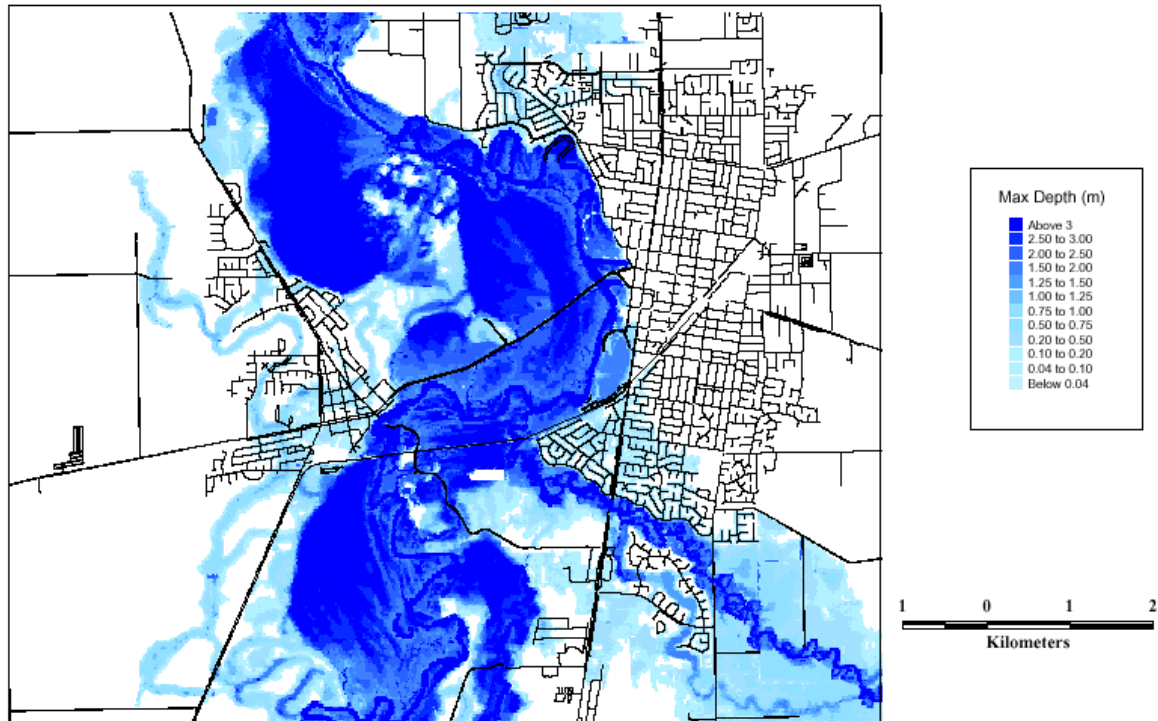 Max Depth (m)
Above 3
2.50 to 3.00
2.00 to 2.50
1.50 to 2.00
1.25 to 1.50
1.00 to 1.25
0.75 to 1.00
0.50 to 0.75
0.20 to 0.50
0.10 to 0.20
0.04 to 0.10
Below 0.04
1 0 1 2
Kilometers